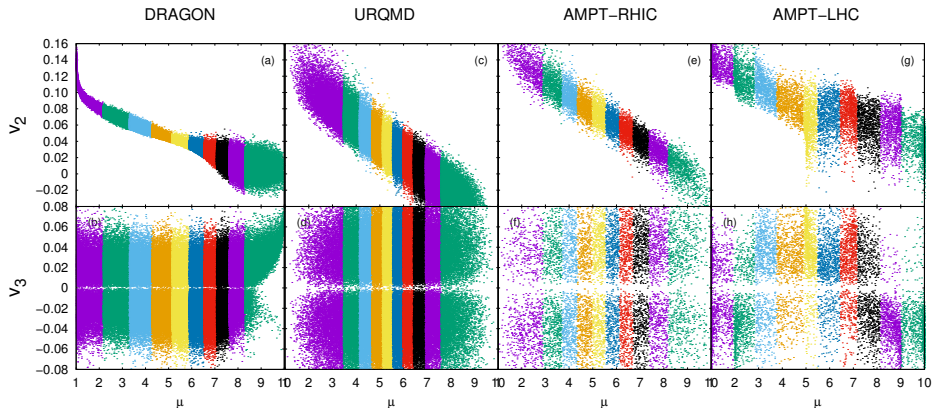 DRAGON URQMD AMPT−RHIC AMPT−LHC
0.16 (a) (c) (e) (g)
0.14
0.12
0.10
0.08
v2
0.06
0.04
0.02
0
−0.02
0.08 (b) (d) (f) (h)
0.06
0.04
0.02
v3
0
−0.02
−0.04
−0.06
−0.08
1 2 3 4 5 6 7 8 9 10 2 3 4 5 6 7 8 9 10 2 3 4 5 6 7 8 9 10 2 3 4 5 6 7 8 9 10
μ μ μ μ